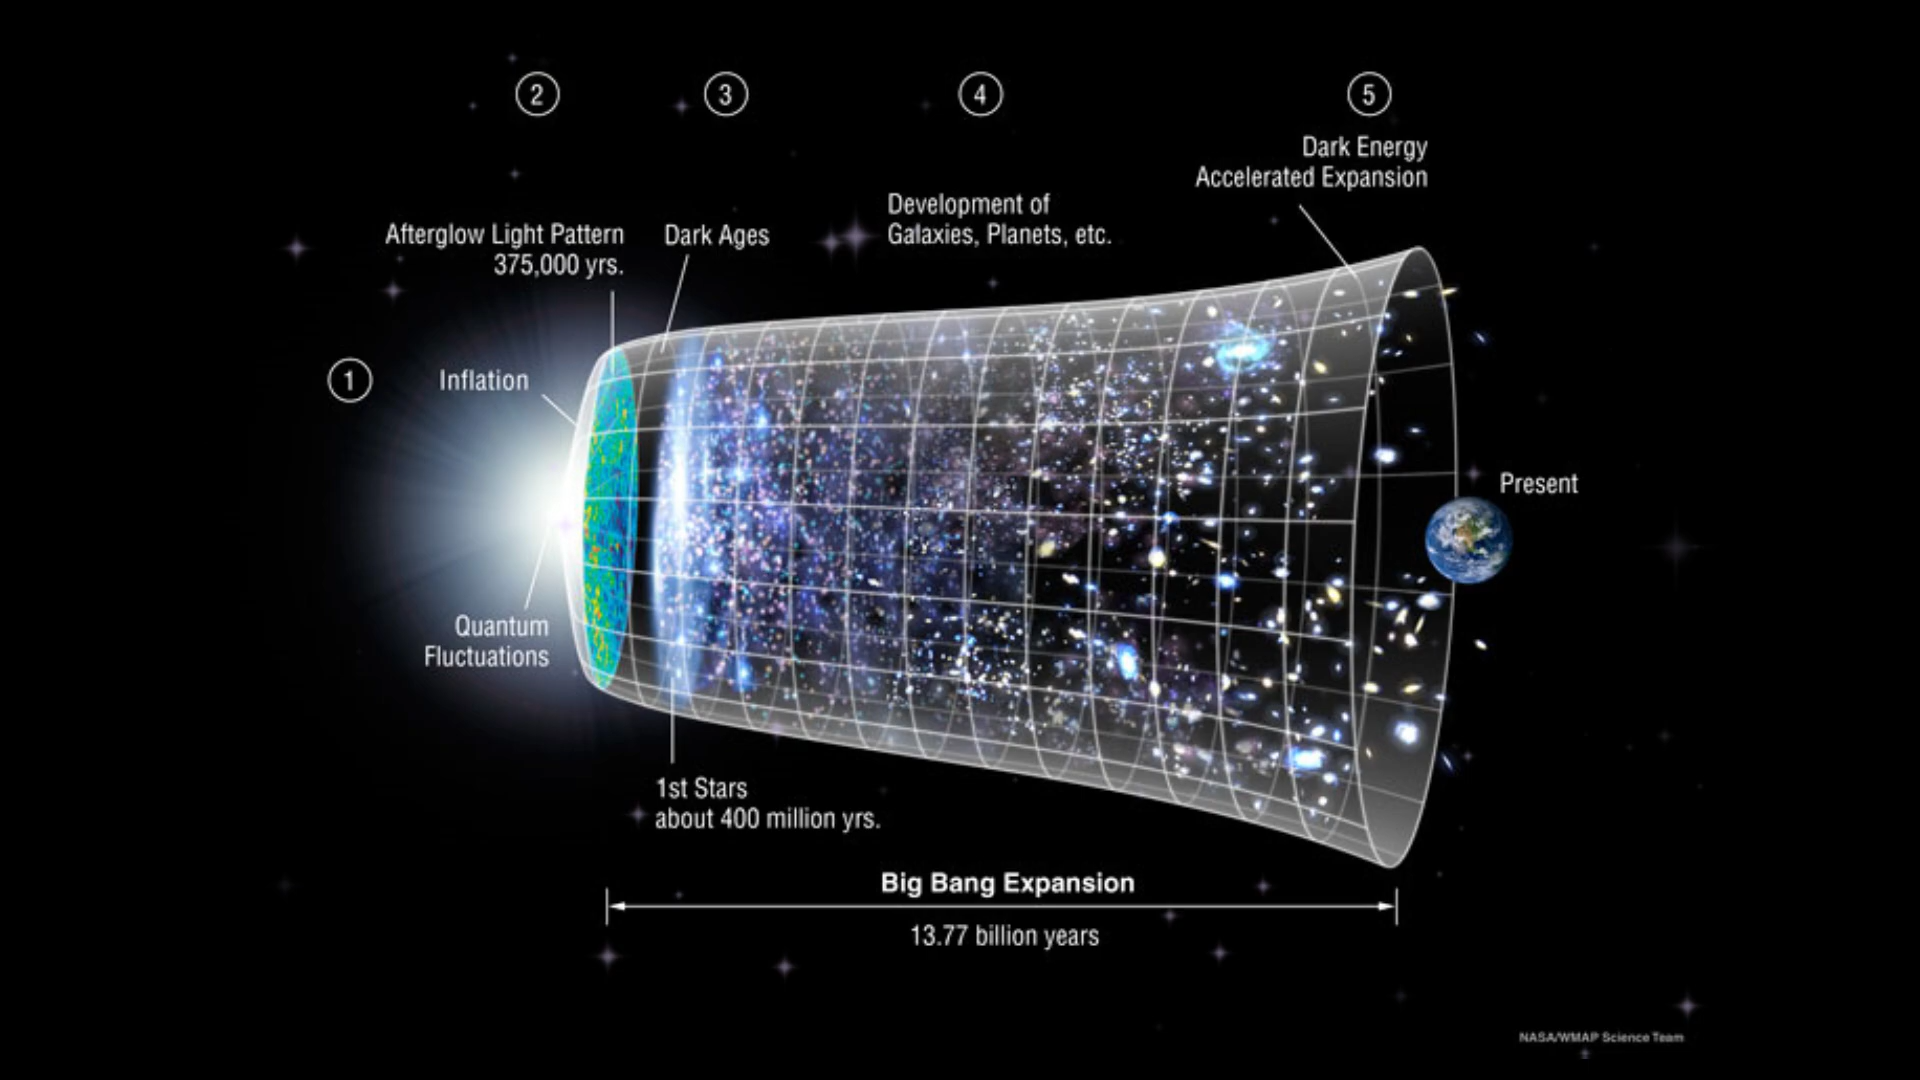 2
3
4
5
Dark Energy
Accelerated Expansion
Development of
Galaxies, Planets, etc.
Afterglow Light Pattern
375,000 yrs.
Dark Ages
1
Inflation
Present
Quantum
Fluctuations
1st Stars
about 400 million yrs.
Big Bang Expansion
13.77 billion years
NASA/WMAP Science Team